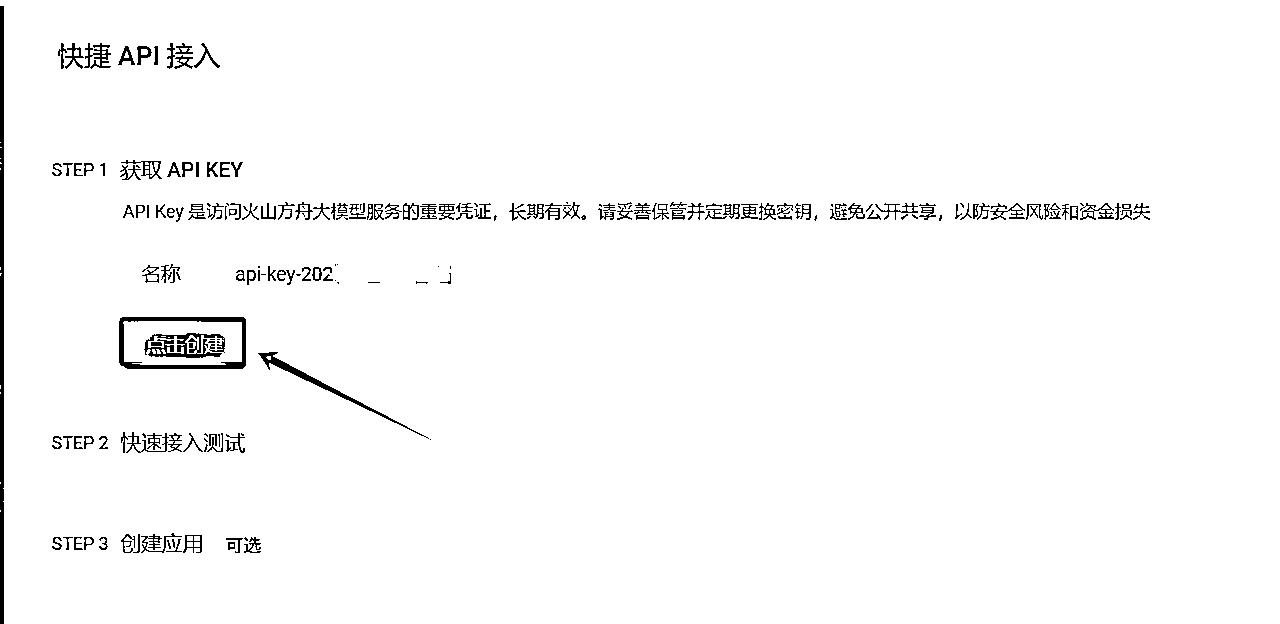 快捷 API 接入
STEP 1 获取 API KEY
API Key 是访问火山方舟大模型服务的重要凭证，长期有效。请妥善保管并定期更换密钥，避免公开共享，以防安全风险和资金损失
名称 api-key-202
点击创建
STEP 2 快速接入测试
STEP 3 创建应用 可选